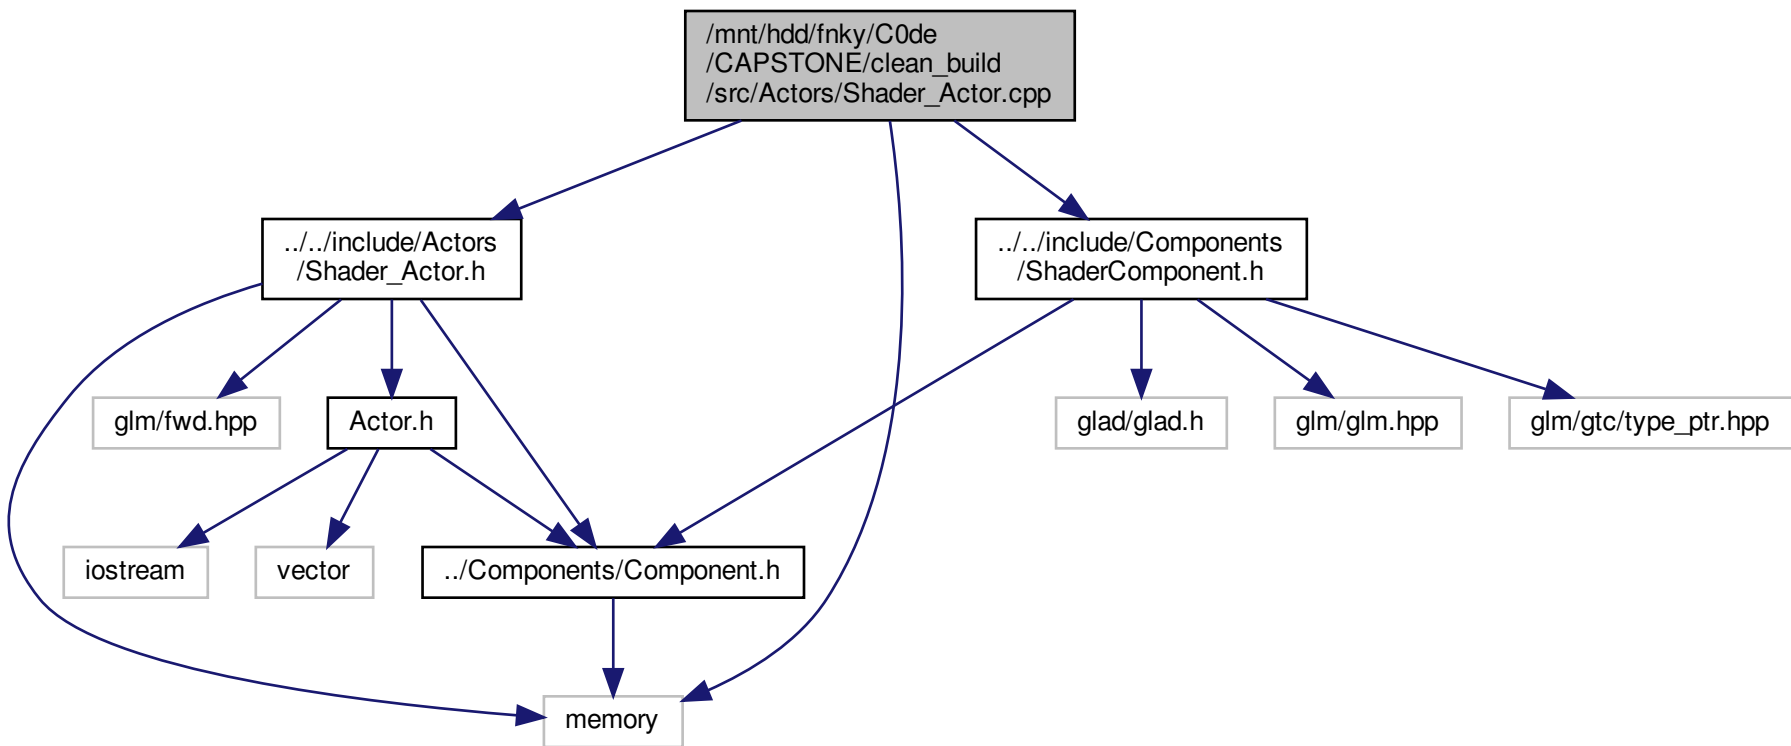 /mnt/hdd/fnky/C0de
/CAPSTONE/clean_build
/src/Actors/Shader_Actor.cpp
../../include/Actors
/Shader_Actor.h
../../include/Components
/ShaderComponent.h
glm/fwd.hpp
Actor.h
glad/glad.h
glm/glm.hpp
glm/gtc/type_ptr.hpp
iostream
vector
../Components/Component.h
memory